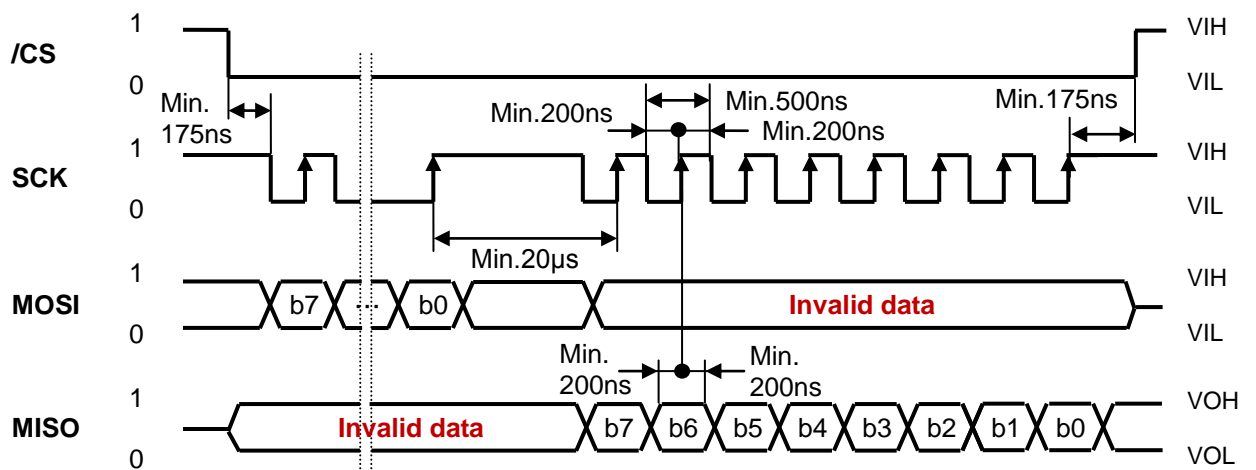 1 VIH
/CS
0 VIL
Min. 175ns
Min.200ns
Min.500ns
Min.200ns
Min.175ns
1 VIH
SCK
0 VIL
Min.20µs
1 VIH
MOSI b7 ... b0 Invalid data
0 VIL
Min. 200ns
Min. 200ns
1 VOH
MISO Invalid data b7 b6 b5 b4 b3 b2 b1 b0
0 VOL